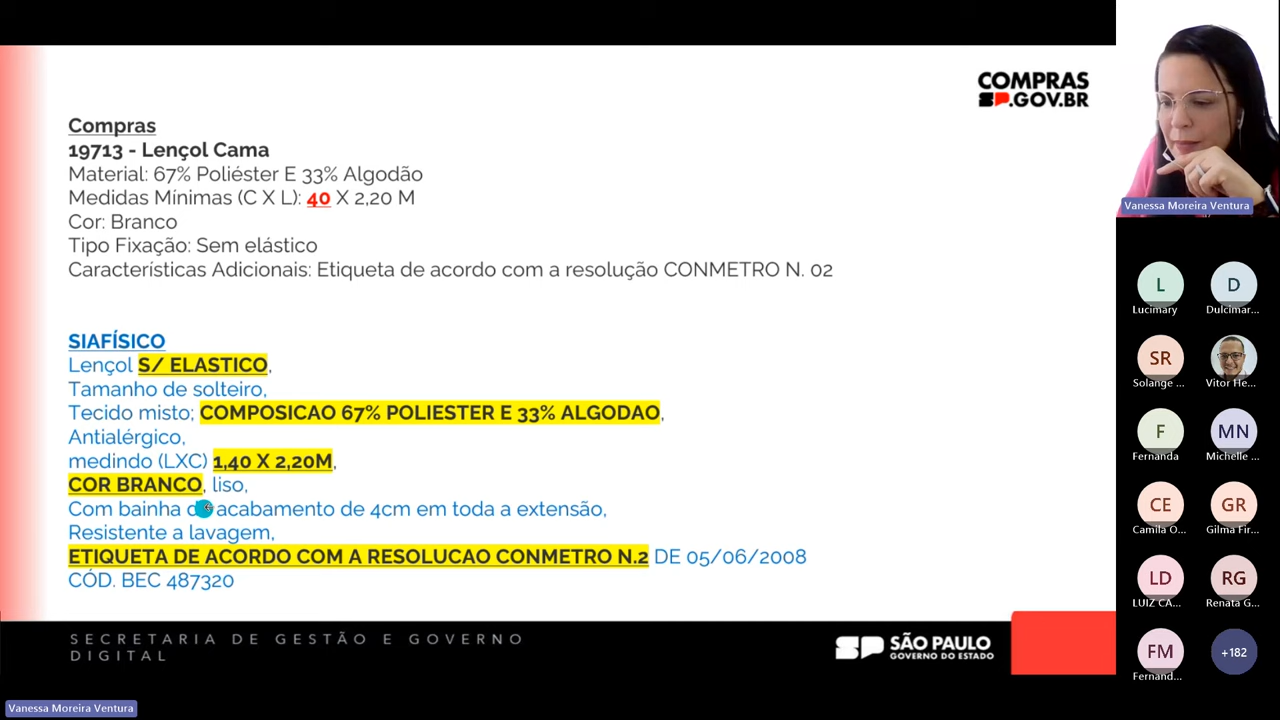 COMPRAS
SP.GOV.BR
Compras
19713 - Lençol Cama
Material: 67% Poliéster E 33% Algodão
Medidas Mínimas (C X L): 40 X 2,20 M
Cor: Branco
Tipo Fixação: Sem elástico
Características Adicionais: Etiqueta de acordo com a resolução CONMETRO N. 02
SIAFÍSICO
Lençol S/ ELASTICO,
Tamanho de solteiro,
Tecido misto; COMPOSICAO 67% POLIESTER E 33% ALGODAO,
Antialérgico,
medindo (LXC) 1,40 X 2,20M,
COR BRANCO, liso,
Com bainha acabamento de 4cm em toda a extensão,
Resistente a lavagem,
ETIQUETA DE ACORDO COM A RESOLUCAO CONMETRO N.2 DE 05/06/2008
CÓD. BEC 487320
SECRETARIA DE GESTÃO E GOVERNO
DIGITAL
SP SÃO PAULO
GOVERNO DO ESTADO
Vanessa Moreira Ventura
L D
Lucimary Dulcimar...
SR
Solange ... Vitor He...
F MN
Fernanda Michelle ...
CE GR
Camila O... Gilma Fir...
LD RG
LUIZ CA... Renata G...
FM +182
Fernand...
Vanessa Moreira Ventura